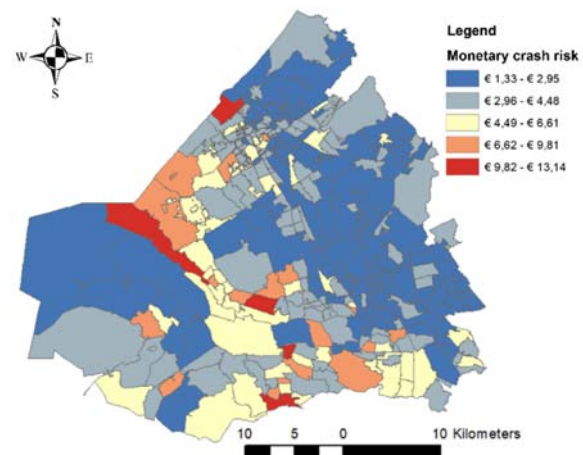 N
W E
S
Legend
Monetary crash risk
€ 1,33 - € 2,95
€ 2,96 - € 4,48
€ 4,49 - € 6,61
€ 6,62 - € 9,81
€ 9,82 - € 13,14
10 5 0 10 Kilometers